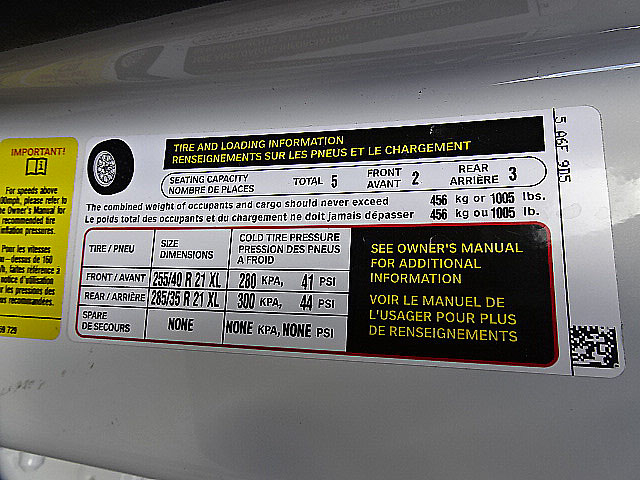 IMPORTANT!
For speeds above
00mph, please refer to
the Owner's Manual for
recommended tire
inflation pressures.
Pour les vitesses
dessus de 160
faites référence à
notice d'utilisation
les pressions des
recommandées.
729
TIRE AND LOADING INFORMATION
RENSEIGNEMENTS SUR LES PNEUS ET LE CHARGEMENT
SEATING CAPACITY
NOMBRE DE PLACES
TOTAL 5
FRONT
AVANT 2
REAR
ARRIÈRE 3
The combined weight of occupants and cargo should never exceed 456 kg or 1005 lbs.
Le poids total des occupants et du chargement ne doit jamais dépasser 456 kg ou 1005 lb.
TIRE / PNEU
SIZE
DIMENSIONS
COLD TIRE PRESSURE
PRESSION DES PNEUS
A FROID
FRONT / AVANT 255/40 R 21 XL 280 KPA, 41 PSI
REAR / ARRIÈRE 285/35 R 21 XL 300 KPA, 44 PSI
SPARE
DE SECOURS
NONE NONE KPA, NONE PSI
SEE OWNER'S MANUAL
FOR ADDITIONAL
INFORMATION
VOIR LE MANUEL DE
L'USAGER POUR PLUS
DE RENSEIGNEMENTS